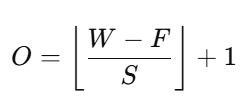 O = ⌊(W − F) / S⌋ + 1